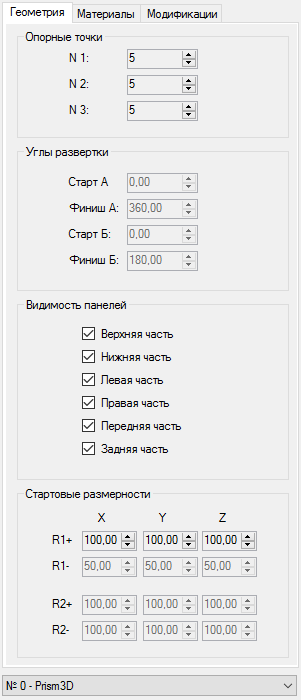 Геометрия Материалы Модификации
Опорные точки
N 1: 5
N 2: 5
N 3: 5
Углы развертки
Старт А 0,00
Финиш А: 360,00
Старт Б: 0,00
Финиш Б: 180,00
Видимость панелей
Верхняя часть
Нижняя часть
Левая часть
Правая часть
Передняя часть
Задняя часть
Стартовые размерности
X Y Z
R1+ 100,00 100,00 100,00
R1- 50,00 50,00 50,00
R2+ 100,00 100,00 100,00
R2- 100,00 100,00 100,00
№ 0 - Prism3D